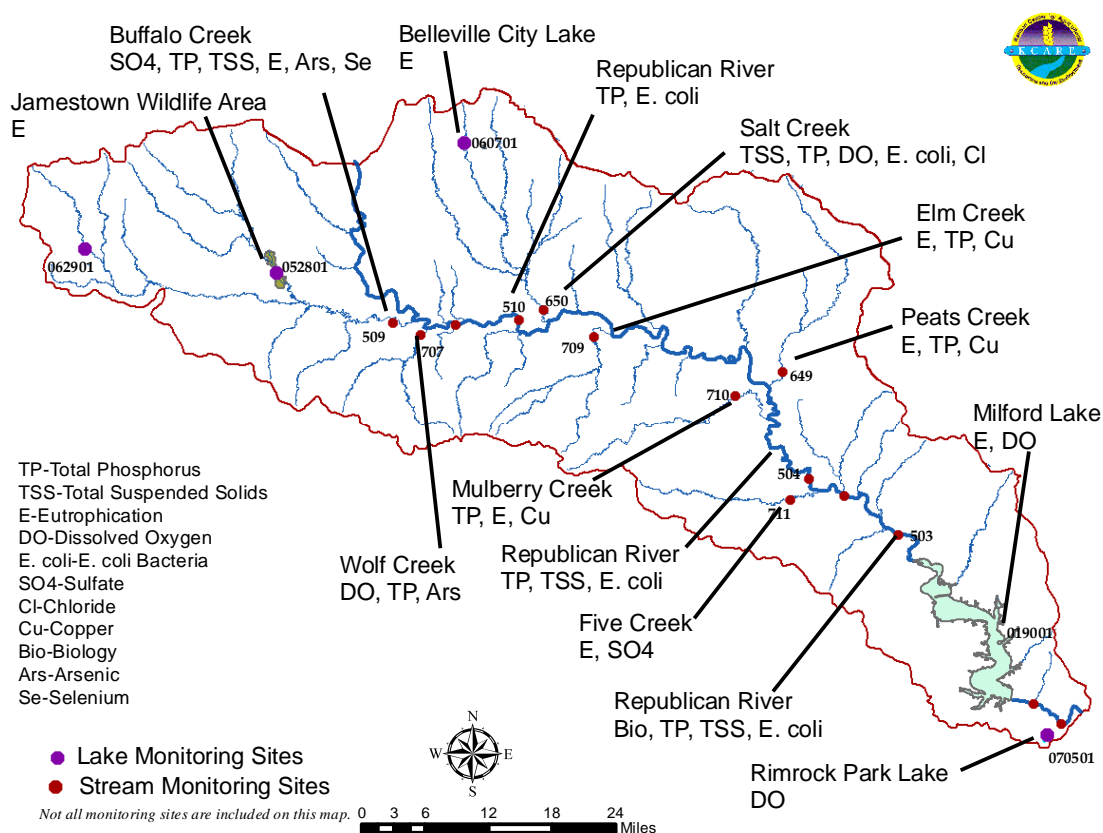 Buffalo Creek
SO4, TP, TSS, E, Ars, Se
Belleville City Lake
E
Republican River
TP, E. coli
KCARE
Jamestown Wildlife Area
E
Salt Creek
TSS, TP, DO, E. coli, Cl
060701
Elm Creek
E, TP, Cu
062901
052801
510
650
509
707
709
Peats Creek
E, TP, Cu
649
710
Milford Lake
E, DO
TP-Total Phosphorus
TSS-Total Suspended Solids
E-Eutrophication
DO-Dissolved Oxygen
E. coli-E. coli Bacteria
SO4-Sulfate
Cl-Chloride
Cu-Copper
Bio-Biology
Ars-Arsenic
Se-Selenium
Mulberry Creek
TP, E, Cu
504
711
503
Wolf Creek
DO, TP, Ars
Republican River
TP, TSS, E. coli
Five Creek
E, SO4
019001
Republican River
Bio, TP, TSS, E. coli
N
W
E
S
Rimrock Park Lake
DO
070501
Lake Monitoring Sites
Stream Monitoring Sites
Not all monitoring sites are included on this map.
0 3 6 12 18 24
Miles